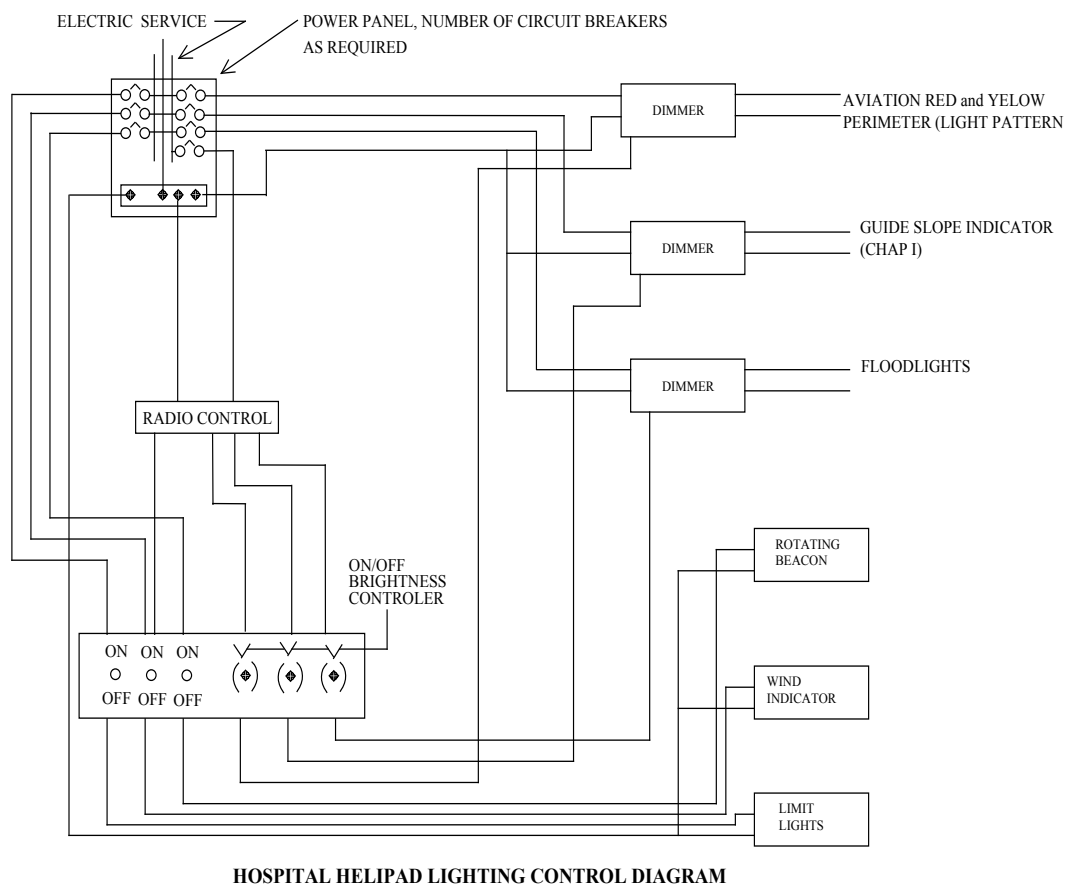 ELECTRIC SERVICE
POWER PANEL, NUMBER OF CIRCUIT BREAKERS
AS REQUIRED
DIMMER
AVIATION RED and YELOW
PERIMETER (LIGHT PATTERN
DIMMER
GUIDE SLOPE INDICATOR
(CHAP I)
DIMMER
FLOODLIGHTS
RADIO CONTROL
ROTATING
BEACON
ON/OFF
BRIGHTNESS
CONTROLER
ON ON ON
OFF OFF OFF
WIND
INDICATOR
LIMIT
LIGHTS
HOSPITAL HELIPAD LIGHTING CONTROL DIAGRAM